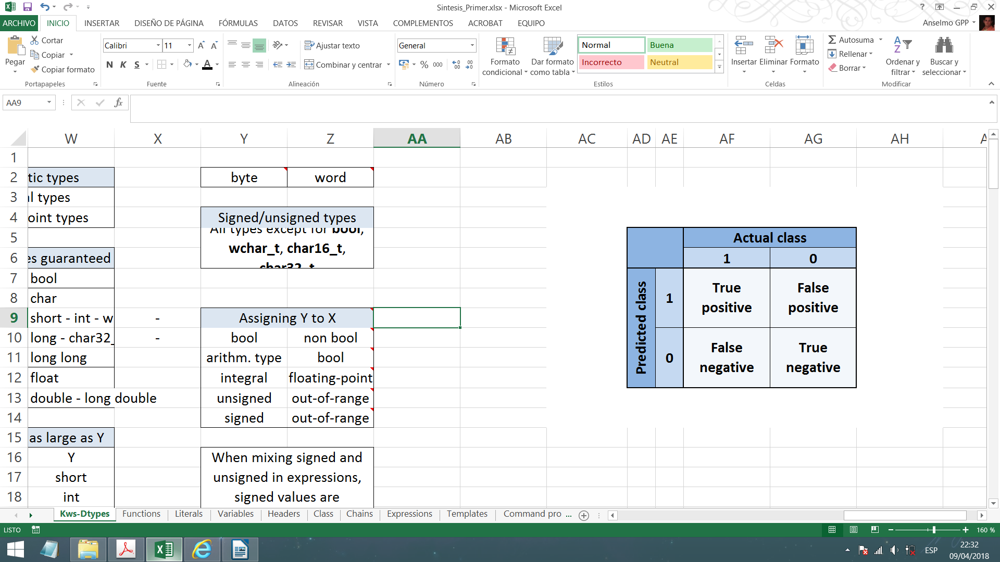 Sintesis_Primer.xlsx - Microsoft Excel
?
ARCHIVO INICIO INSERTAR DISEÑO DE PÁGINA FÓRMULAS DATOS REVISAR VISTA COMPLEMENTOS ACROBAT EQUIPO
Anselmo GPP
Pegar
Cortar
Copiar
Copiar formato
Portapapeles
Calibri 11
N K S
Fuente
Ajustar texto
Combinar y centrar
Alineación
General
% 000
Número
Formato condicional
Dar formato como tabla
Normal Buena
Incorrecto Neutral
Estilos
Insertar Eliminar Formato
Celdas
Autosuma
Rellenar
Borrar
Ordenar y filtrar
Buscar y seleccionar
Modificar
AA9
fx
W X Y Z AA AB AC AD AE AF AG AH
1
2 tic types byte word
3 l types
4 oint types Signed/unsigned types
5 All types except for bool,
wchar_t, char16_t,
char32_t
6 es guaranteed
7 bool
8 char
9 short - int - w - Assigning Y to X
10 long - char32_ - bool non bool
11 long long arithm. type bool
12 float integral floating-point
13 double - long double unsigned out-of-range
14 signed out-of-range
15 as large as Y
16 Y When mixing signed and
17 short unsigned in expressions,
18 int signed values are
Actual class
1 0
Predicted class
1 True positive False positive
0 False negative True negative
Kws-Dtypes Functions Literals Variables Headers Class Chains Expressions Templates Command pro ...
LISTO
160 %
ESP
22:32
09/04/2018